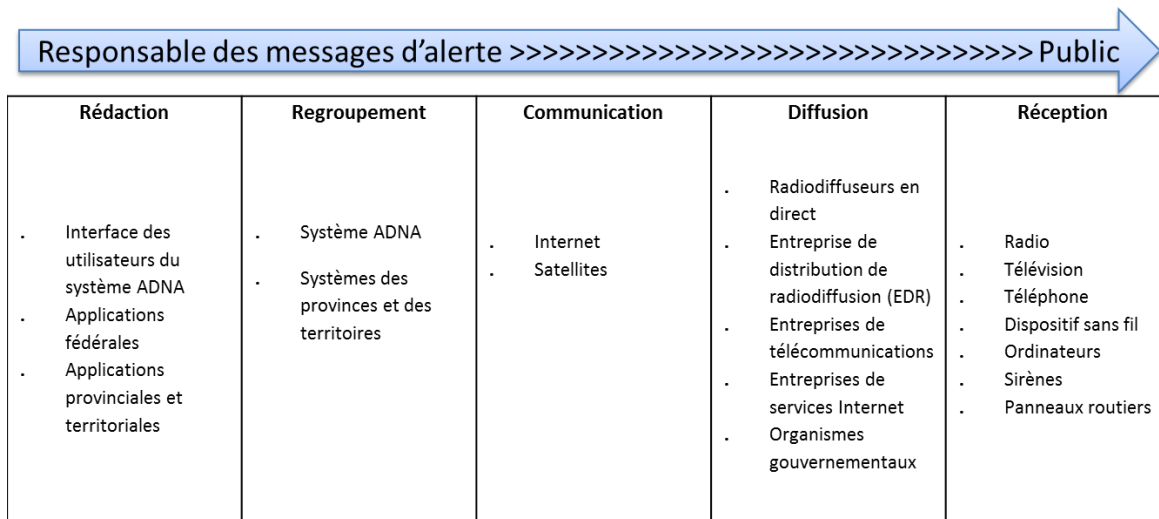 Responsable des messages d’alerte >>>>>>>>>>>>>>>>>>>>>>>>>>>>>>>> Public
Rédaction
. Interface des
utilisateurs du
système ADNA
. Applications
fédérales
. Applications
provinciales et
territoriales
Regroupement
. Système ADNA
. Systèmes des
provinces et des
territoires
Communication
. Internet
. Satellites
Diffusion
. Radiodiffuseurs en
direct
. Entreprise de
distribution de
radiodiffusion (EDR)
. Entreprises de
télécommunications
. Entreprises de
services Internet
. Organismes
gouvernementaux
Réception
. Radio
. Télévision
. Téléphone
. Dispositif sans fil
. Ordinateurs
. Sirènes
. Panneaux routiers